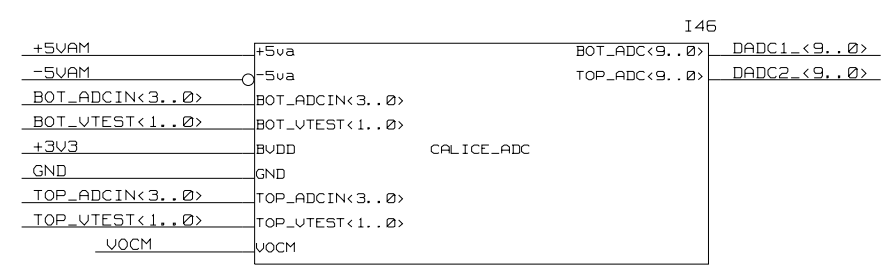 I46
+5VAM +5va BOT_ADC<9..0> DADC1_<9..0>
-5VAM -5va TOP_ADC<9..0> DADC2_<9..0>
BOT_ADCIN<3..0> BOT_ADCIN<3..0>
BOT_VTEST<1..0> BOT_VTEST<1..0>
+3V3 BVDD CALICE_ADC
GND GND
TOP_ADCIN<3..0> TOP_ADCIN<3..0>
TOP_VTEST<1..0> TOP_VTEST<1..0>
VOCM VOCM